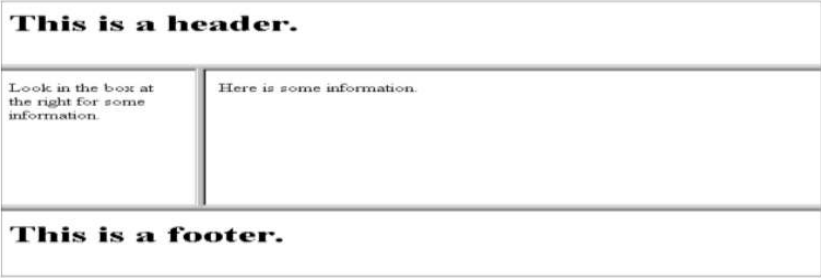 This is a header.
Look in the box at
the right for some
information.
Here is some information.
This is a footer.